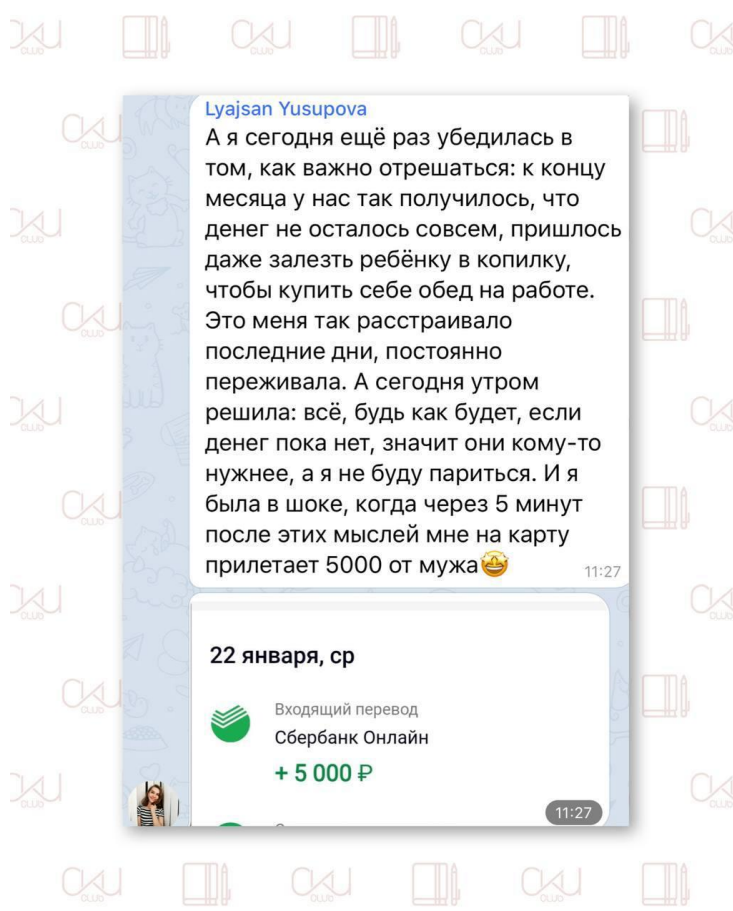 Lyajsan Yusupova
А я сегодня ещё раз убедилась в
том, как важно отрешаться: к концу
месяца у нас так получилось, что
денег не осталось совсем, пришлось
даже залезть ребёнку в копилку,
чтобы купить себе обед на работе.
Это меня так расстраивало
последние дни, постоянно
переживала. А сегодня утром
решила: всё, будь как будет, если
денег пока нет, значит они кому-то
нужнее, а я не буду париться. И я
была в шоке, когда через 5 минут
после этих мыслей мне на карту
прилетает 5000 от мужа🤩
11:27
22 января, ср
Входящий перевод
Сбербанк Онлайн
+ 5 000 ₽
11:27